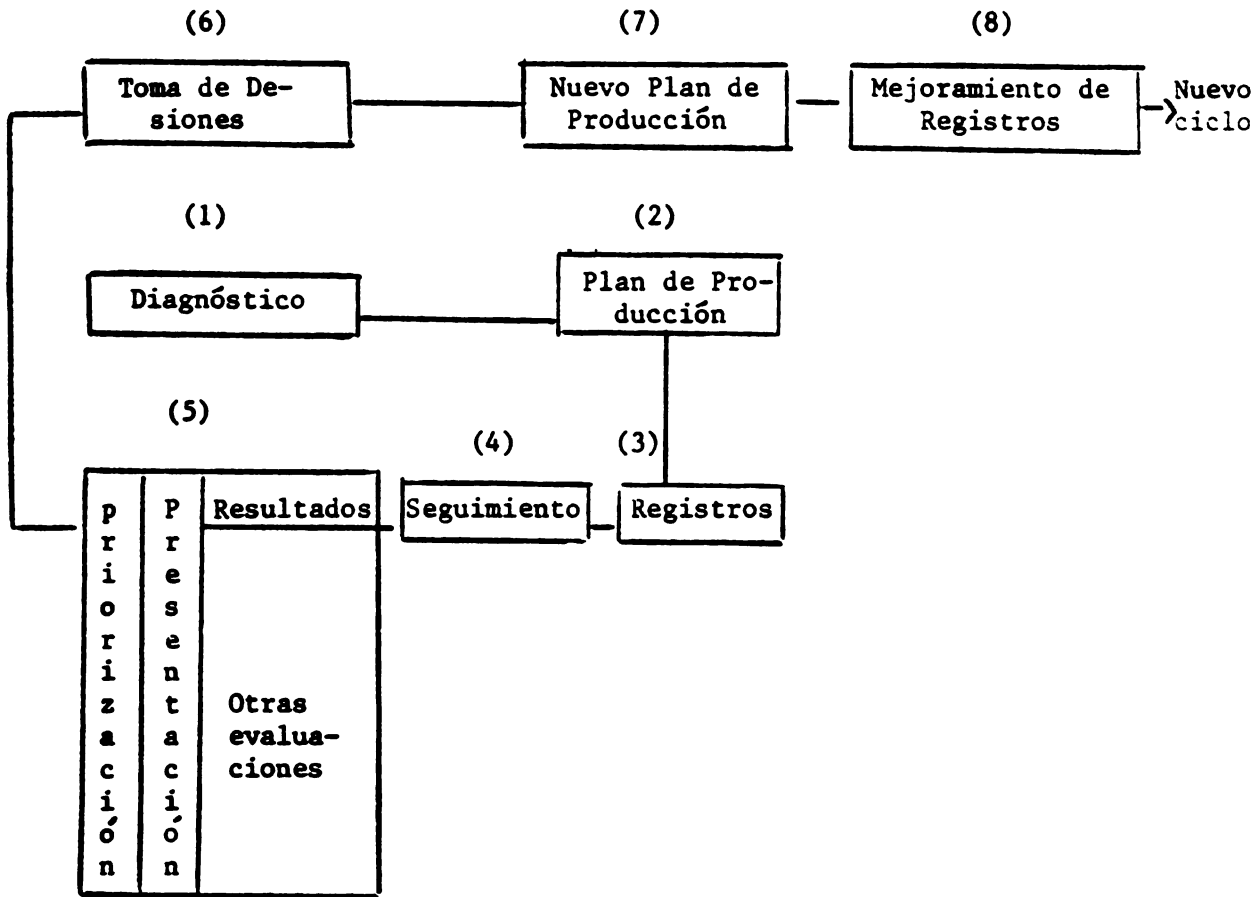 (6)
(7)
(8)
Toma de De-
siones
Nuevo Plan de
Producción
Mejoramiento de
Registros
Nuevo
ciclo
(1)
(2)
Diagnóstico
Plan de Pro-
ducción
(5)
(4)
(3)
priorización
Presentación
Resultados
Seguimiento
Registros
Otras
evalua-
ciones